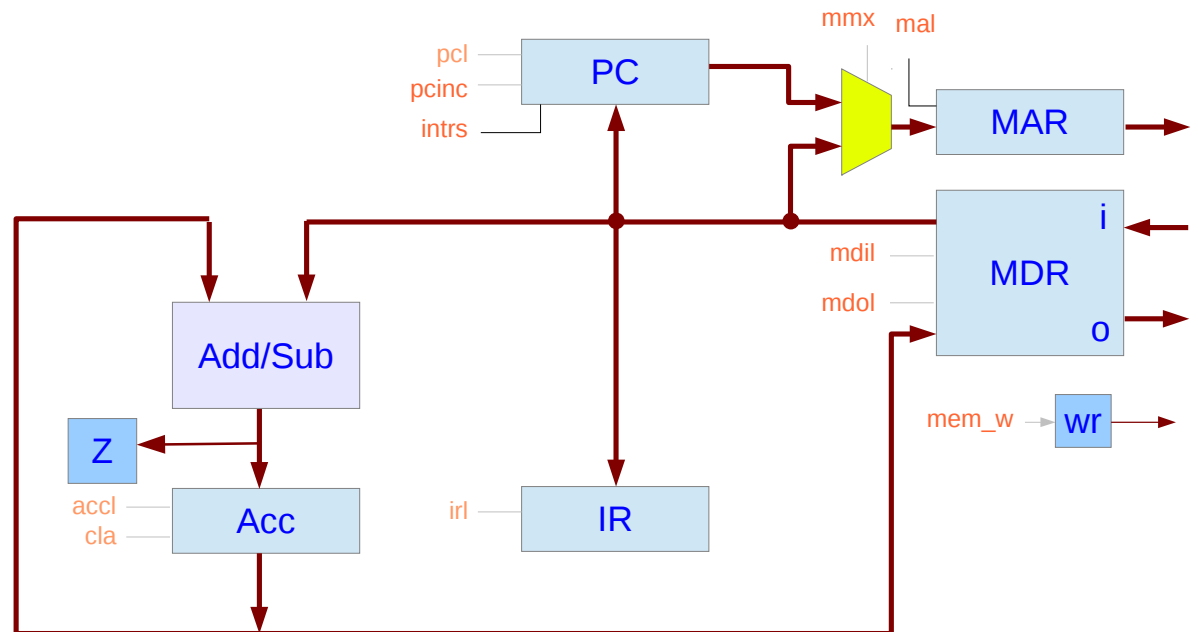 mmx
mal
pcl
PC
pcinc
intrs
MAR
i
mdil
MDR
mdol
o
Add/Sub
mem_w
wr
Z
accl
Acc
cla
irl
IR